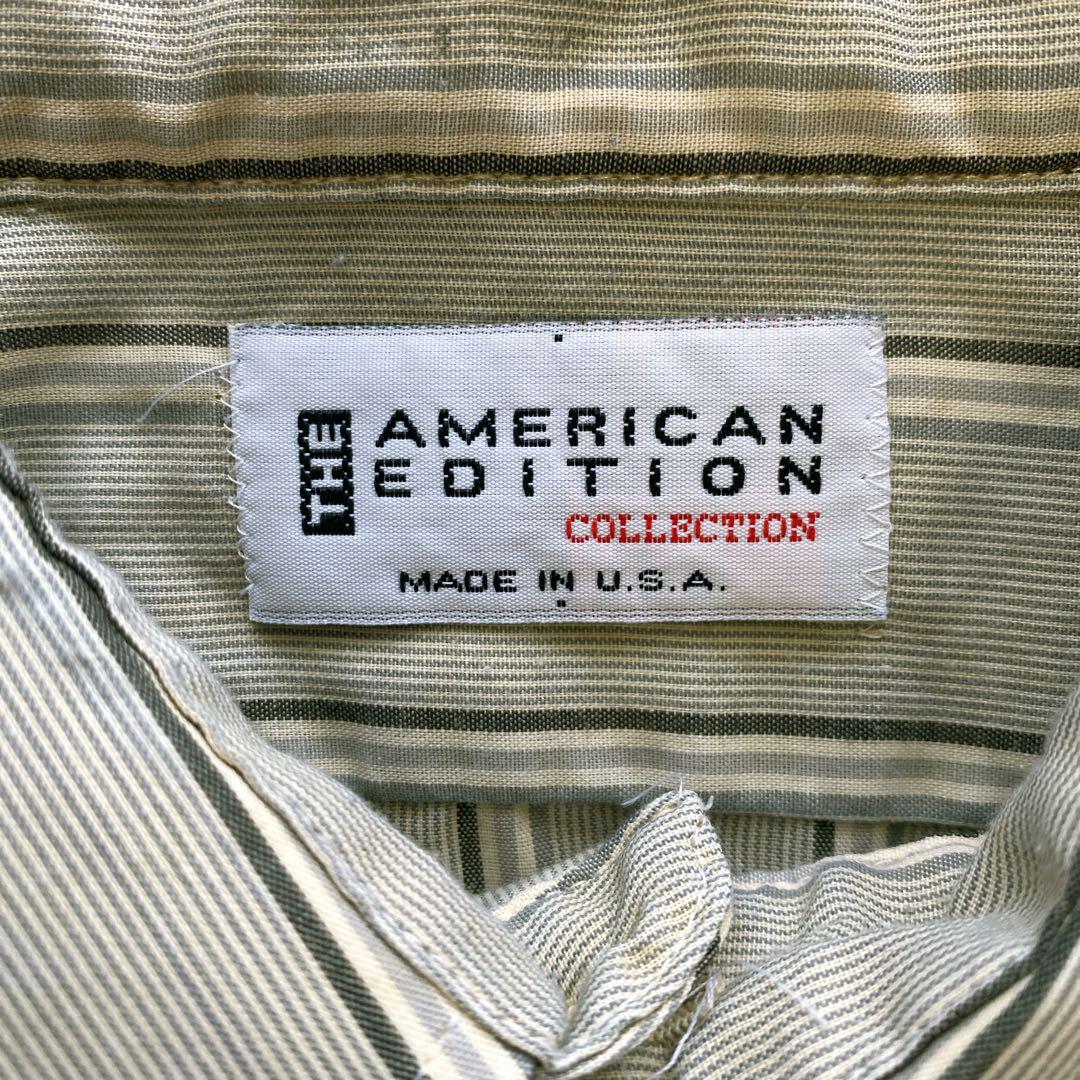 THE
AMERICAN
EDITION
COLLECTION
MADE IN U.S.A.